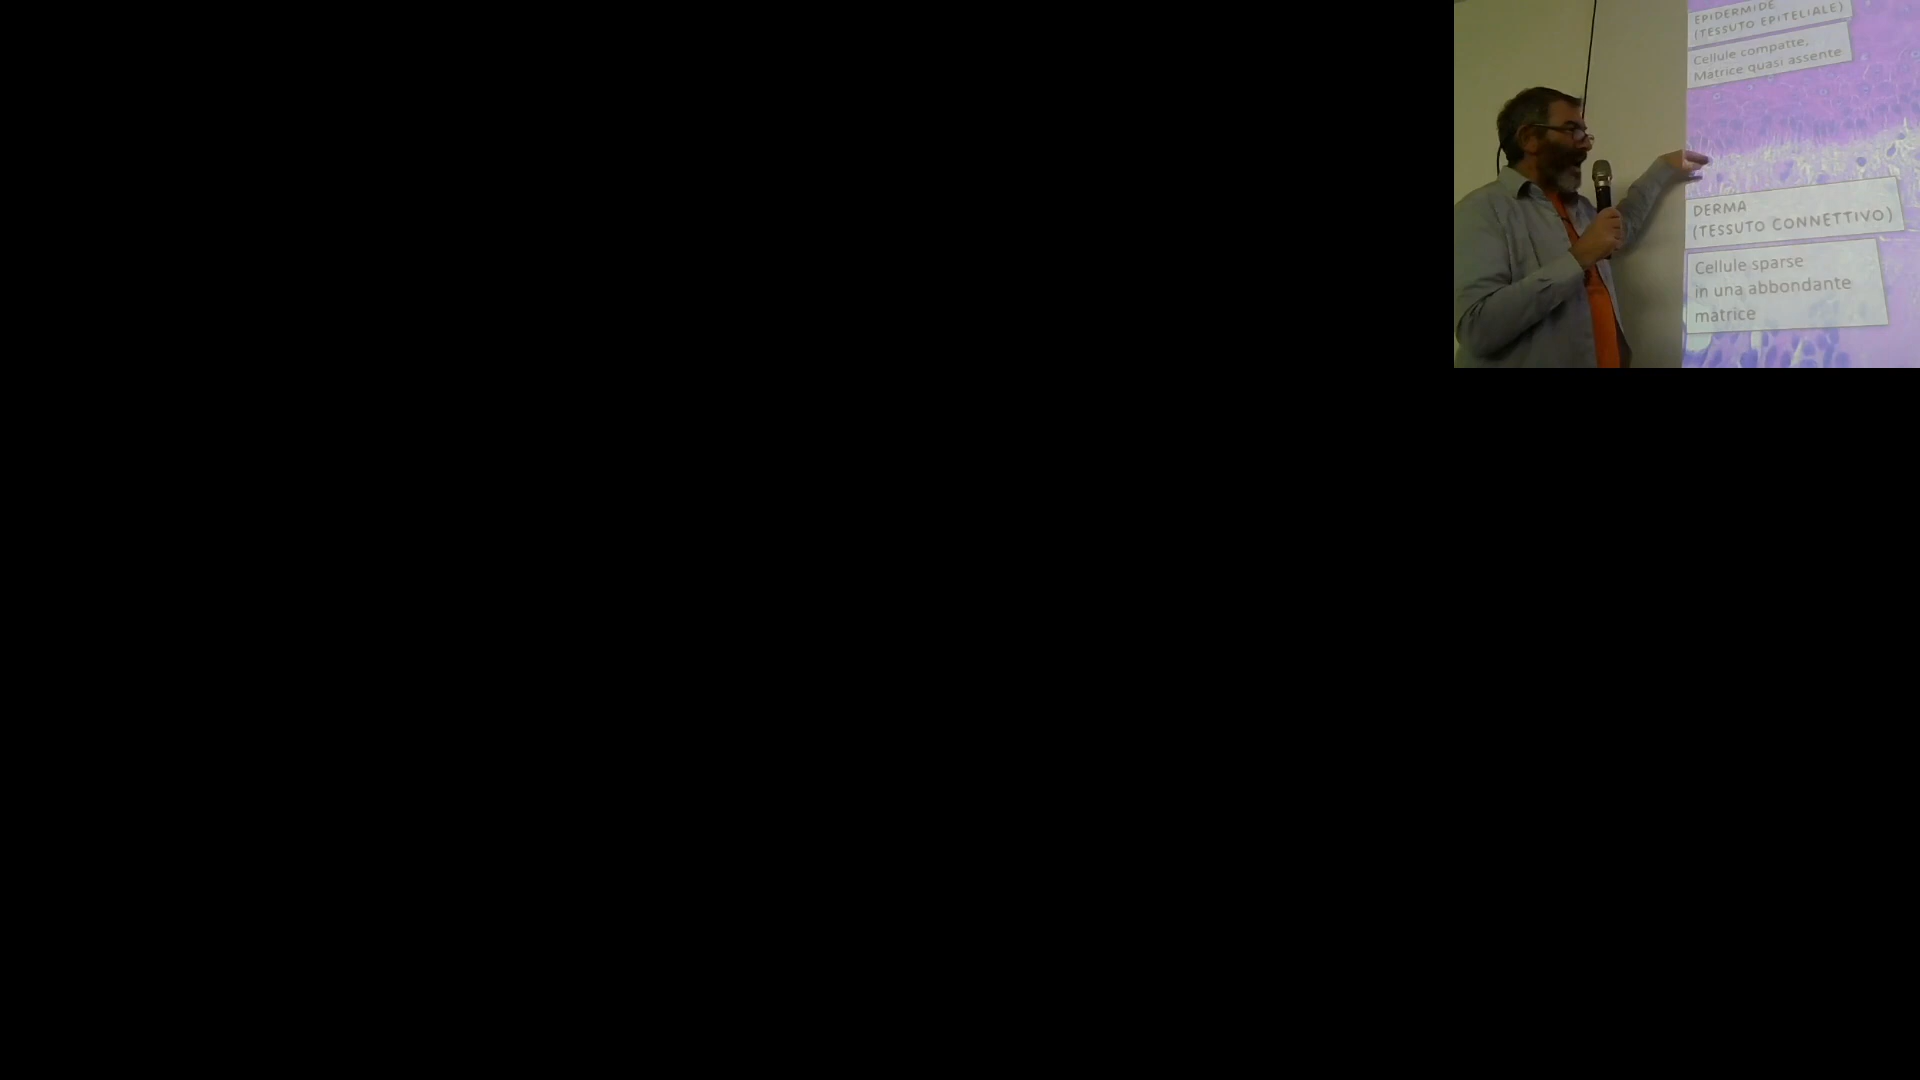 EPIDERMIDE
(TESSUTO EPITELIALE)
Cellule compatte,
Matrice quasi assente
DERMA
(TESSUTO CONNETTIVO)
Cellule sparse
in una abbondante
matrice